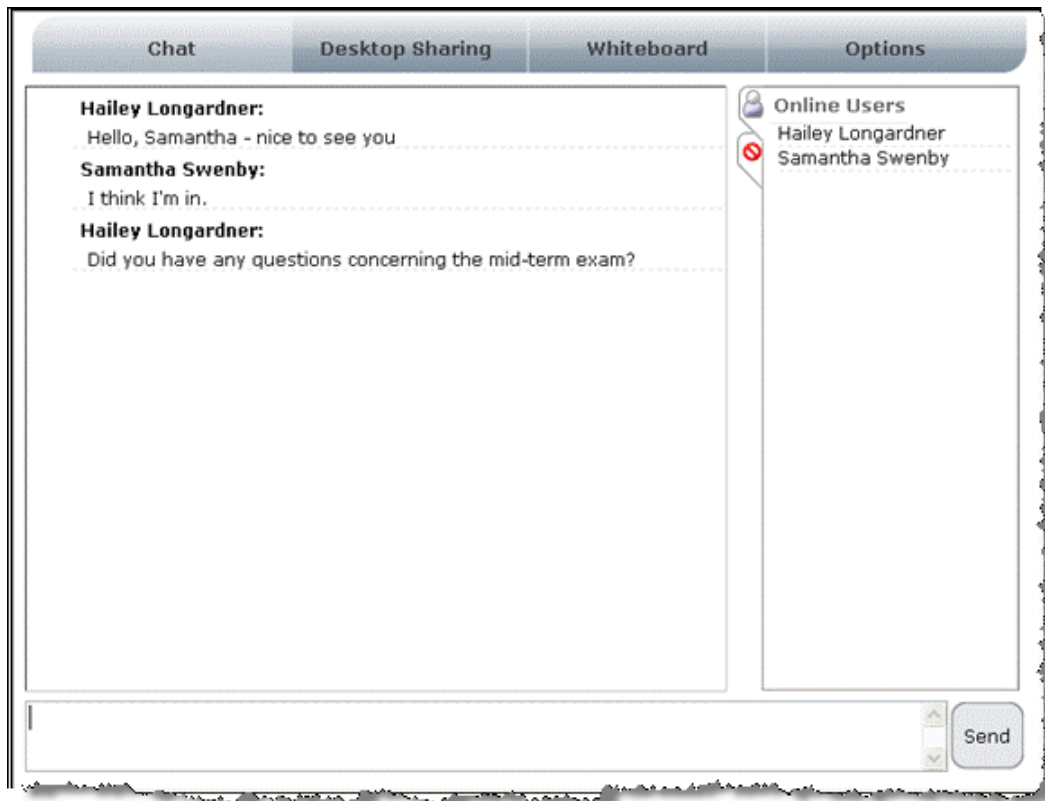 Chat Desktop Sharing Whiteboard Options
Hailey Longardner:
Hello, Samantha - nice to see you
Samantha Swenby:
I think I'm in.
Hailey Longardner:
Did you have any questions concerning the mid-term exam?
Online Users
Hailey Longardner
Samantha Swenby
Send